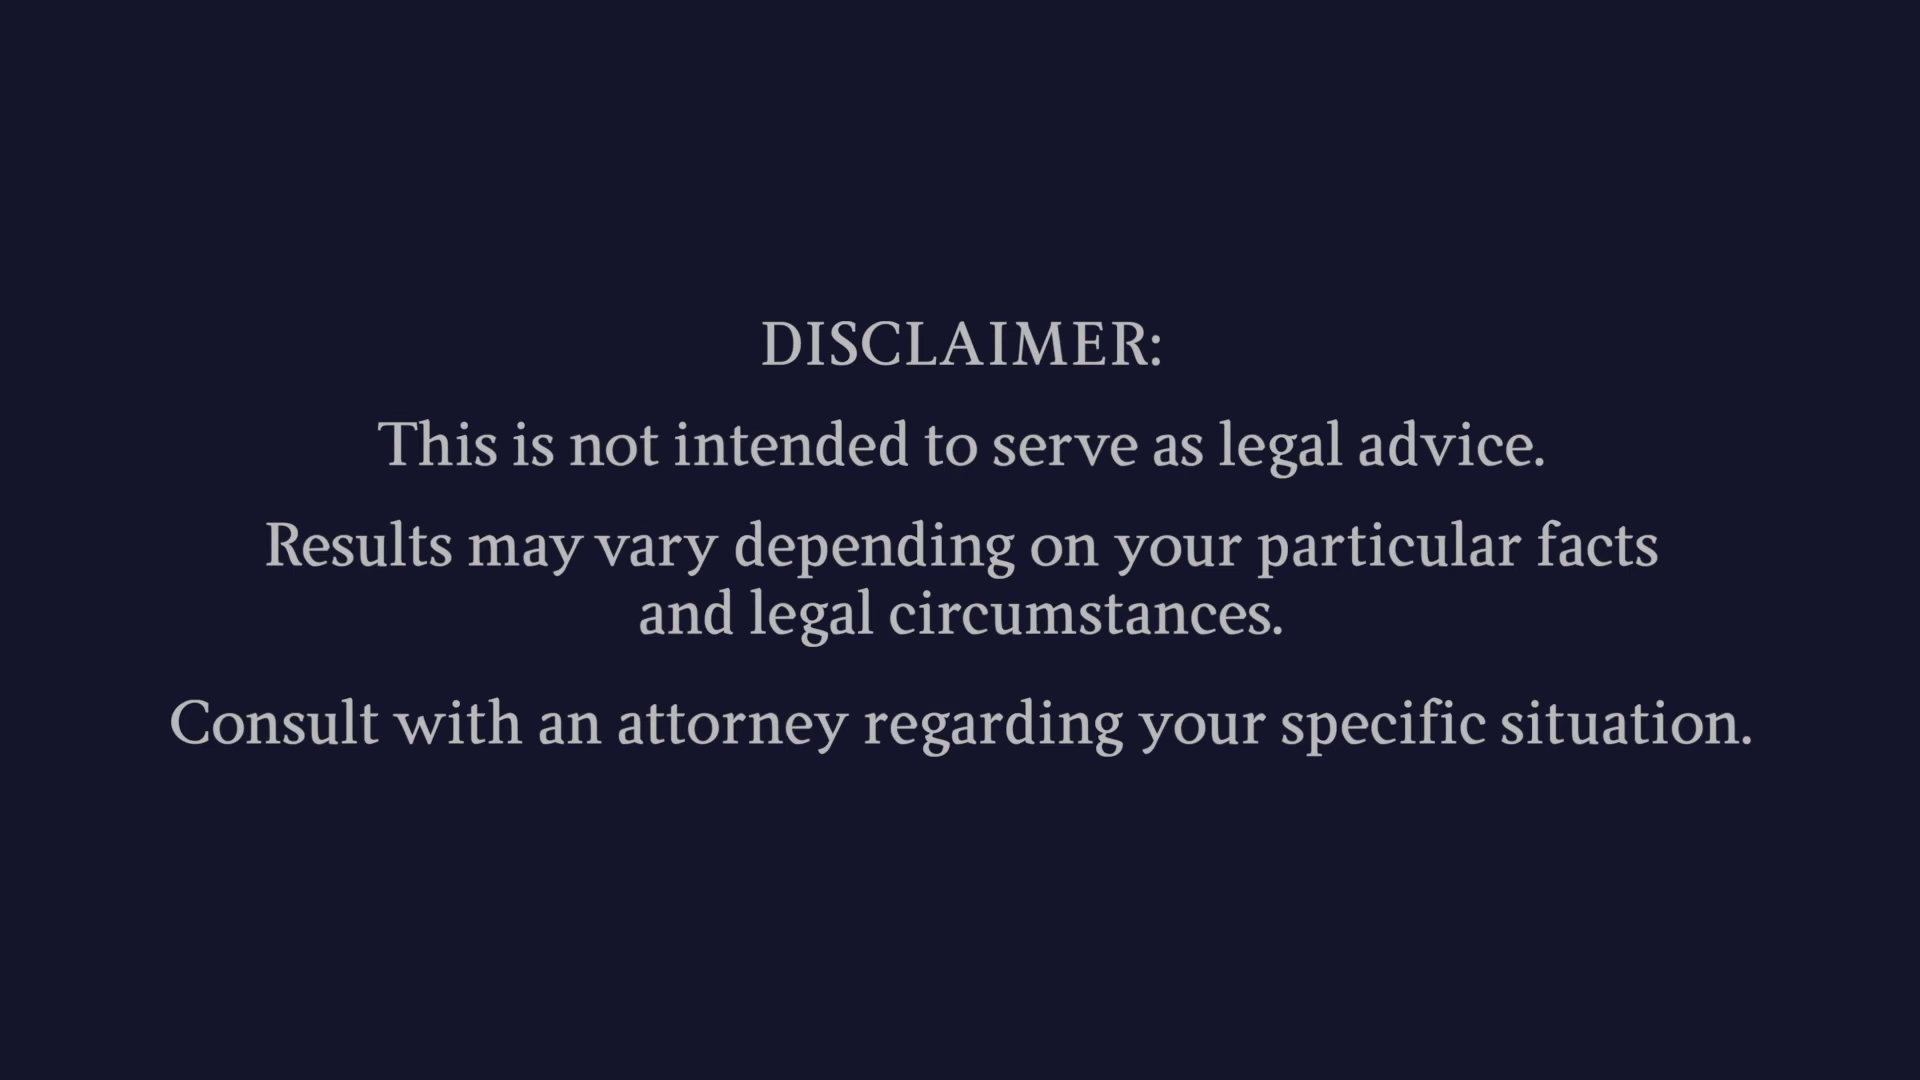 DISCLAIMER:
This is not intended to serve as legal advice.
Results may vary depending on your particular facts
and legal circumstances.
Consult with an attorney regarding your specific situation.